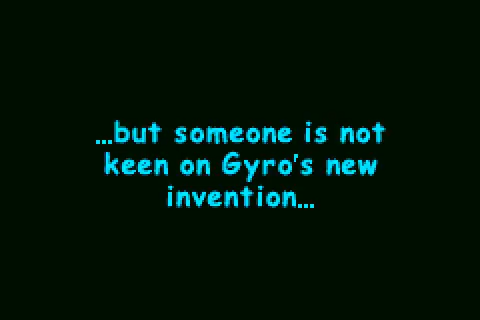 ...but someone is not
keen on Gyro's new
invention...